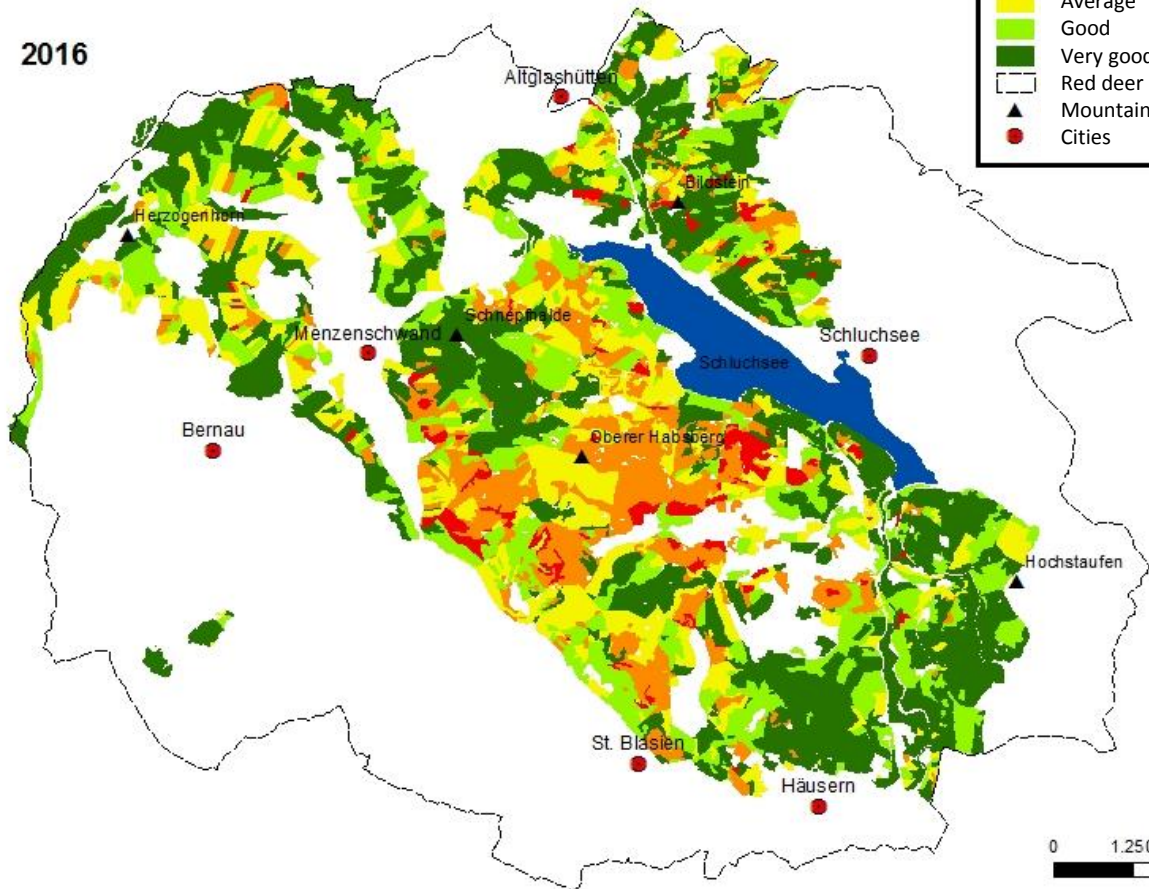 2016
Average
Good
Very good
Red deer
Mountain
Cities
Altglashütten
Bildstein
Herzogenhorn
Schnepfhalde
Menzenschwand
Schluchsee
Schluchsee
Bernau
Oberer Habsberg
Hochstaufen
St. Blasien
Häusern
0 1.250